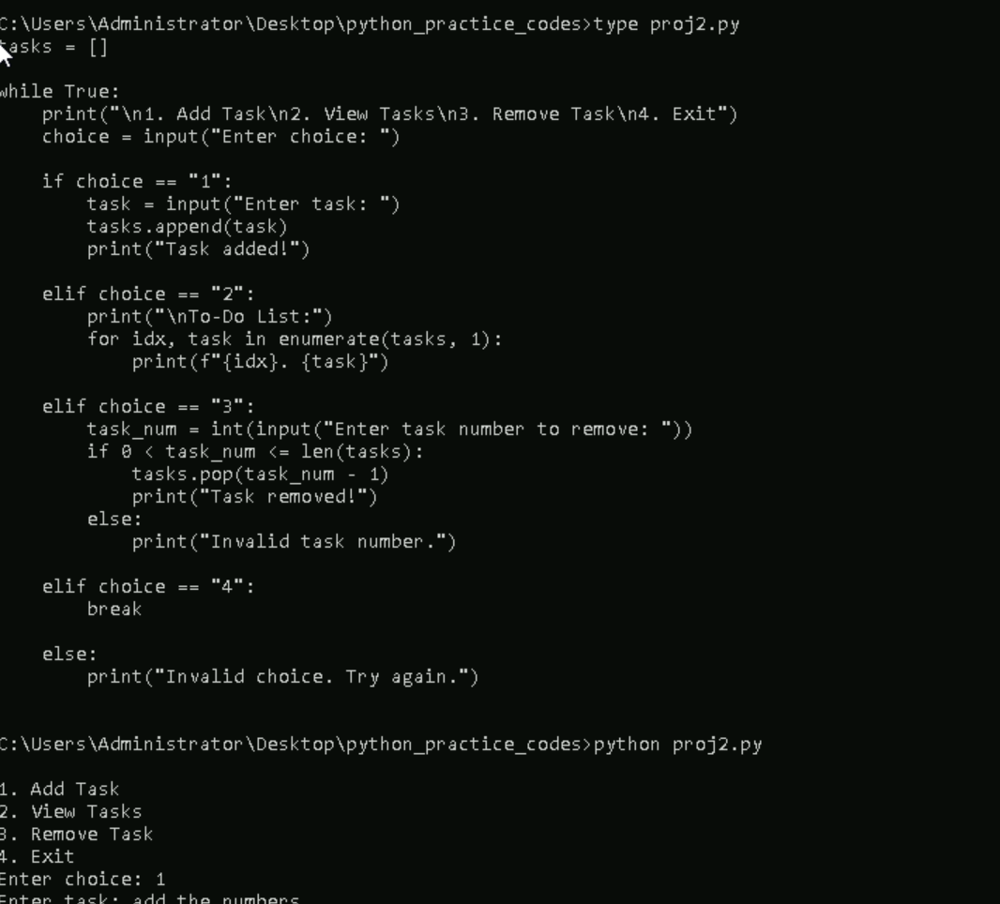 C:\Users\Administrator\Desktop\python_practice_codes>type proj2.py
tasks = []
while True:
    print("\n1. Add Task\n2. View Tasks\n3. Remove Task\n4. Exit")
    choice = input("Enter choice: ")
    if choice == "1":
        task = input("Enter task: ")
        tasks.append(task)
        print("Task added!")
    elif choice == "2":
        print("\nTo-Do List:")
        for idx, task in enumerate(tasks, 1):
            print(f"{idx}. {task}")
    elif choice == "3":
        task_num = int(input("Enter task number to remove: "))
        if 0 < task_num <= len(tasks):
            tasks.pop(task_num - 1)
            print("Task removed!")
        else:
            print("Invalid task number.")
    elif choice == "4":
        break
    else:
        print("Invalid choice. Try again.")
C:\Users\Administrator\Desktop\python_practice_codes>python proj2.py
1. Add Task
2. View Tasks
3. Remove Task
4. Exit
Enter choice: 1
Enter task: add the numbers